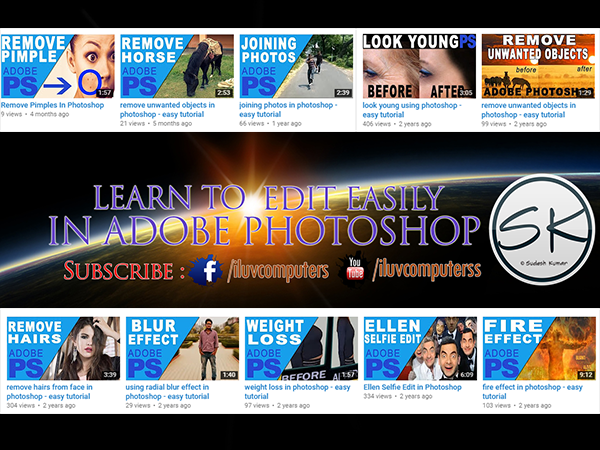 REMOVE
PIMPLE
ADOBE
PS
1:57
Remove Pimples In Photoshop
9 views • 4 months ago
REMOVE
HORSE
ADOBE
PS
2:53
remove unwanted objects in
photoshop - easy tutorial
21 views • 5 months ago
JOINING
PHOTOS
ADOBE
PS
2:39
joining photos in photoshop -
easy tutorial
66 views • 1 year ago
LOOK YOUNG PS
BEFORE AFTE
3:05
look young using photoshop -
easy tutorial
406 views • 2 years ago
REMOVE
UNWANTED OBJECTS
before after
ADOBE PHOTOSH
1:29
remove unwanted objects in
photoshop - easy tutorial
99 views • 2 years ago
LEARN TO EDIT EASILY
IN ADOBE PHOTOSHOP
SUBSCRIBE : f /iluvcomputers You Tube /iluvcomputerss
SK
© Sudesh Kumar
REMOVE
HAIRS
ADOBE
PS
3:39
remove hairs from face in
photoshop - easy tutorial
304 views • 2 years ago
BLUR
EFFECT
ADOBE
PS
1:40
using radial blur effect in
photoshop - easy tutorial
29 views • 2 years ago
WEIGHT
LOSS
ADOBE
PS
BEFORE
1:57
weight loss in photoshop - easy
tutorial
97 views • 2 years ago
ELLEN
SELFIE EDIT
ADOBE
PS
6:09
Ellen Selfie Edit in Photoshop
334 views • 2 years ago
FIRE
EFFECT
ADOBE
PS
9:12
fire effect in photoshop - easy
tutorial
103 views • 2 years ago